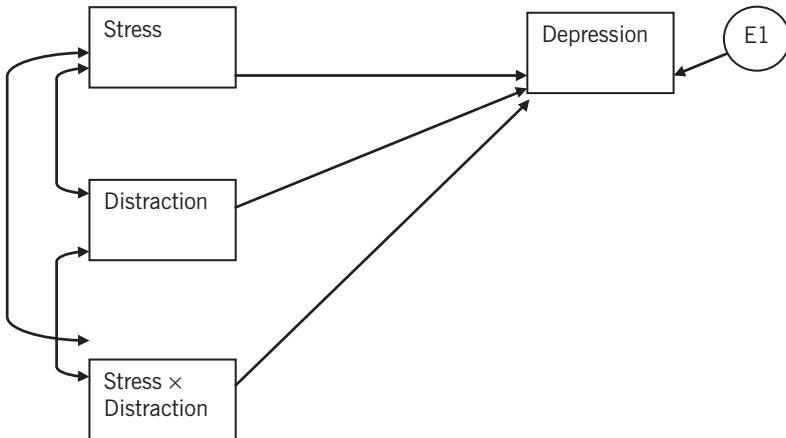 Stress
Depression
E1
Distraction
Stress ×
Distraction